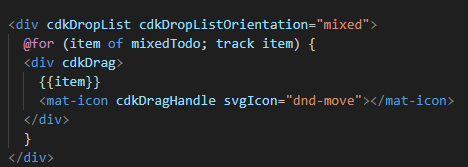 <div cdkDropList cdkDropListOrientation="mixed">
@for (item of mixedTodo; track item) {
<div cdkDrag>
{{item}}
<mat-icon cdkDragHandle svgIcon="dnd-move"></mat-icon>
</div>
}
</div>